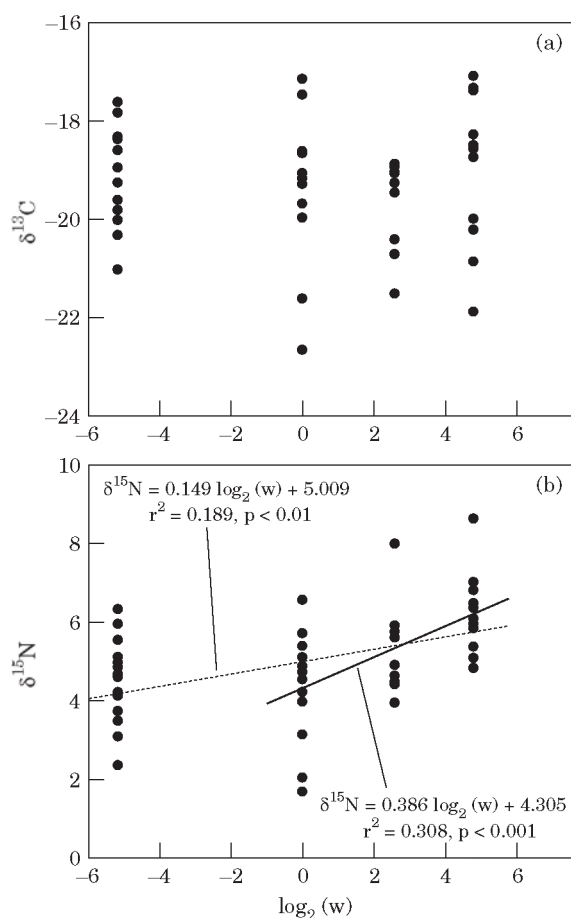 (a)
−16
−18
−20
−22
−24
δ¹³C
−6 −4 −2 0 2 4 6
(b)
10
8
6
4
2
0
δ¹⁵N
δ¹⁵N = 0.149 log₂ (w) + 5.009
r² = 0.189, p < 0.01
δ¹⁵N = 0.386 log₂ (w) + 4.305
r² = 0.308, p < 0.001
−6 −4 −2 0 2 4 6
log₂ (w)